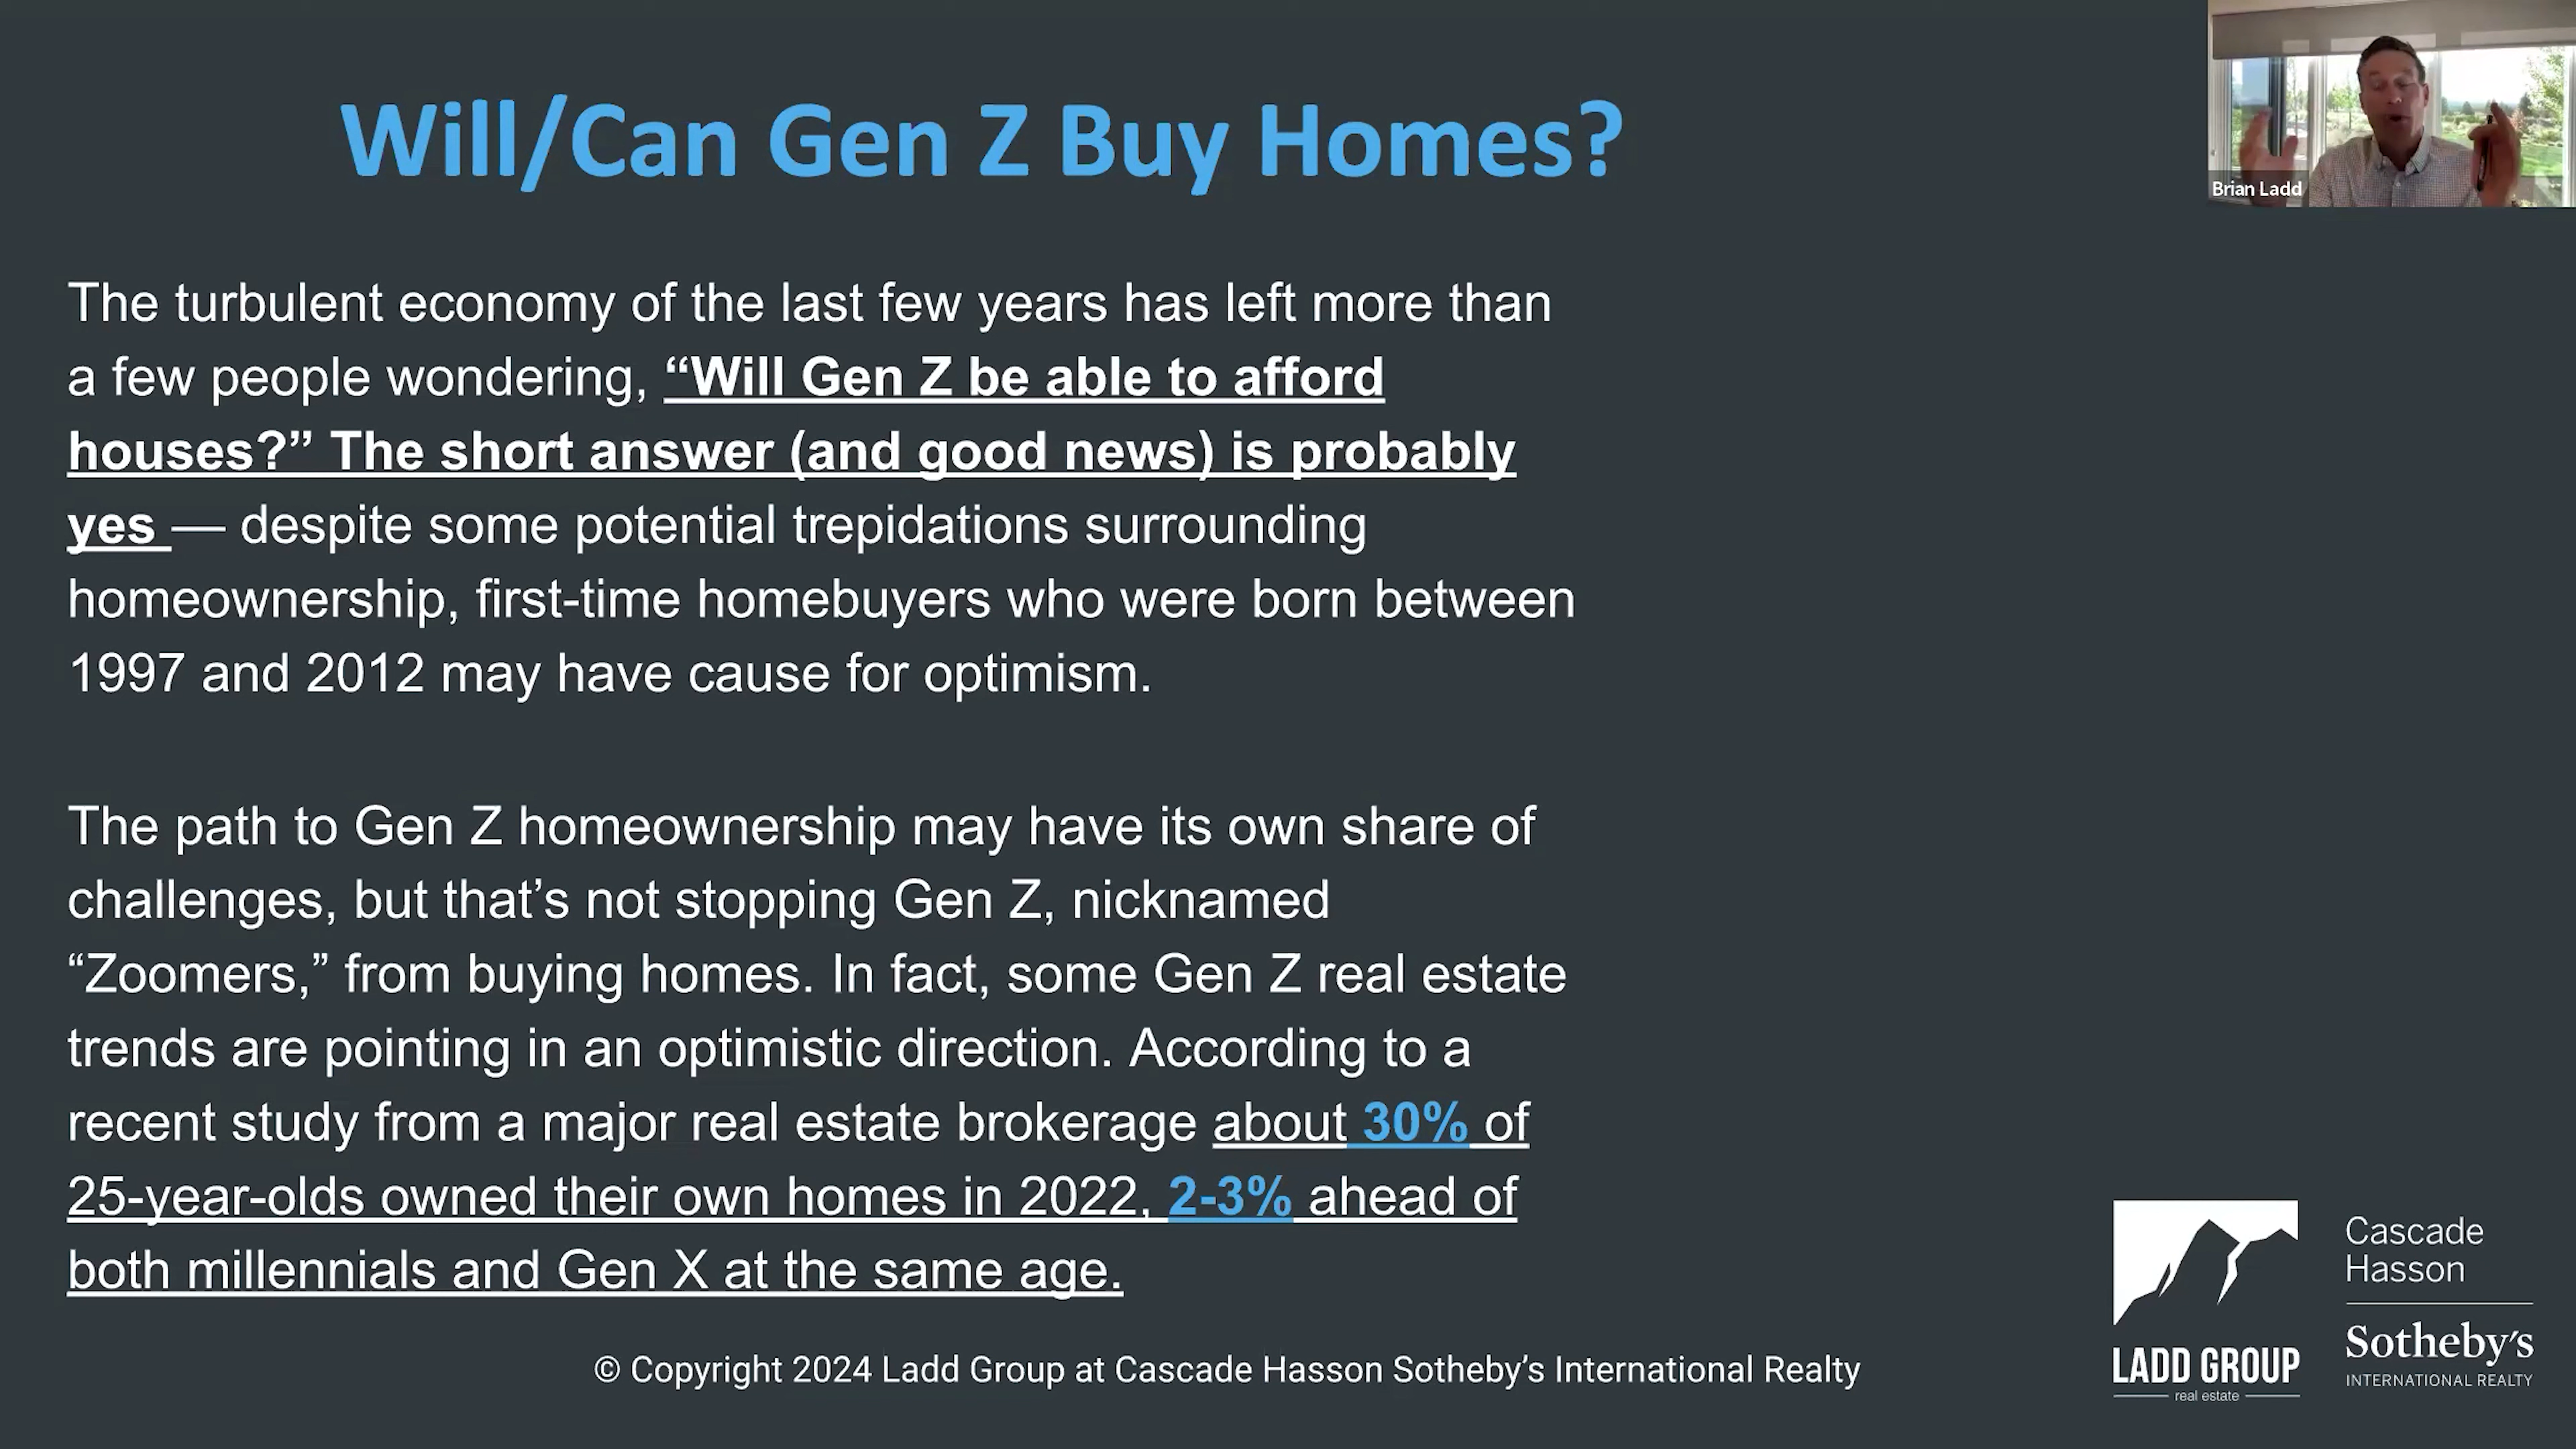 Will/Can Gen Z Buy Homes?
Brian Ladd
The turbulent economy of the last few years has left more than
a few people wondering, “Will Gen Z be able to afford
houses?” The short answer (and good news) is probably
yes — despite some potential trepidations surrounding
homeownership, first-time homebuyers who were born between
1997 and 2012 may have cause for optimism.
The path to Gen Z homeownership may have its own share of
challenges, but that’s not stopping Gen Z, nicknamed
“Zoomers,” from buying homes. In fact, some Gen Z real estate
trends are pointing in an optimistic direction. According to a
recent study from a major real estate brokerage about 30% of
25-year-olds owned their own homes in 2022, 2-3% ahead of
both millennials and Gen X at the same age.
© Copyright 2024 Ladd Group at Cascade Hasson Sotheby’s International Realty
LADD GROUP
real estate
Cascade
Hasson
Sotheby’s
INTERNATIONAL REALTY